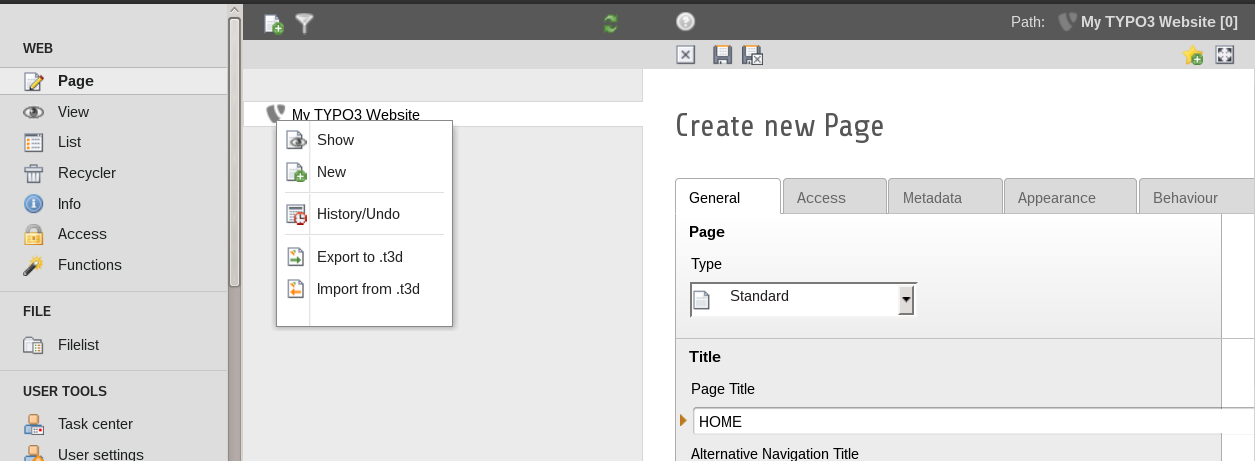 WEB
Page
View
List
Recycler
Info
Access
Functions
FILE
Filelist
USER TOOLS
Task center
User settings
My TYPO3 Website
Show
New
History/Undo
Export to .t3d
Import from .t3d
Path: My TYPO3 Website [0]
Create new Page
General Access Metadata Appearance Behaviour
Page
Type
Standard
Title
Page Title
HOME
Alternative Navigation Title